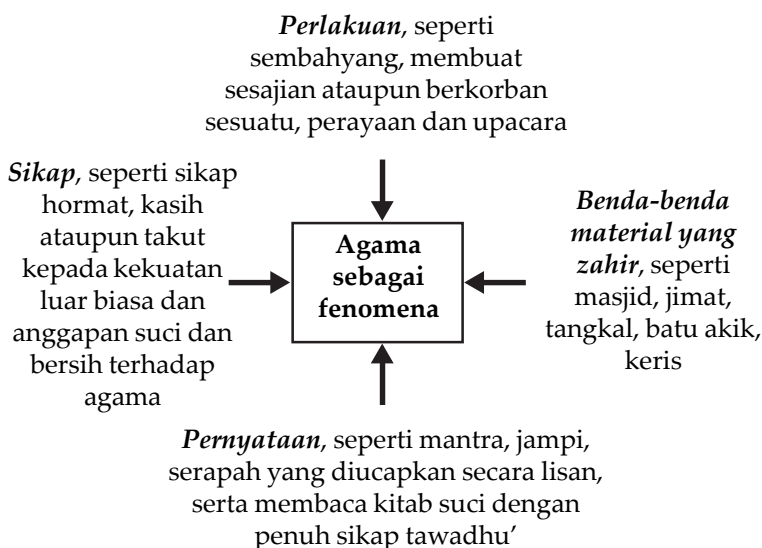 Perlakuan, seperti
sembahyang, membuat
sesajian ataupun berkorban
sesuatu, perayaan dan upacara
Sikap, seperti sikap
hormat, kasih
ataupun takut
kepada kekuatan
luar biasa dan
anggapan suci dan
bersih terhadap
agama
Agama
sebagai
fenomena
Benda-benda
material yang
zahir, seperti
masjid, jimat,
tangkal, batu akik,
keris
Pernyataan, seperti mantra, jampi,
serapah yang diucapkan secara lisan,
serta membaca kitab suci dengan
penuh sikap tawadhu’